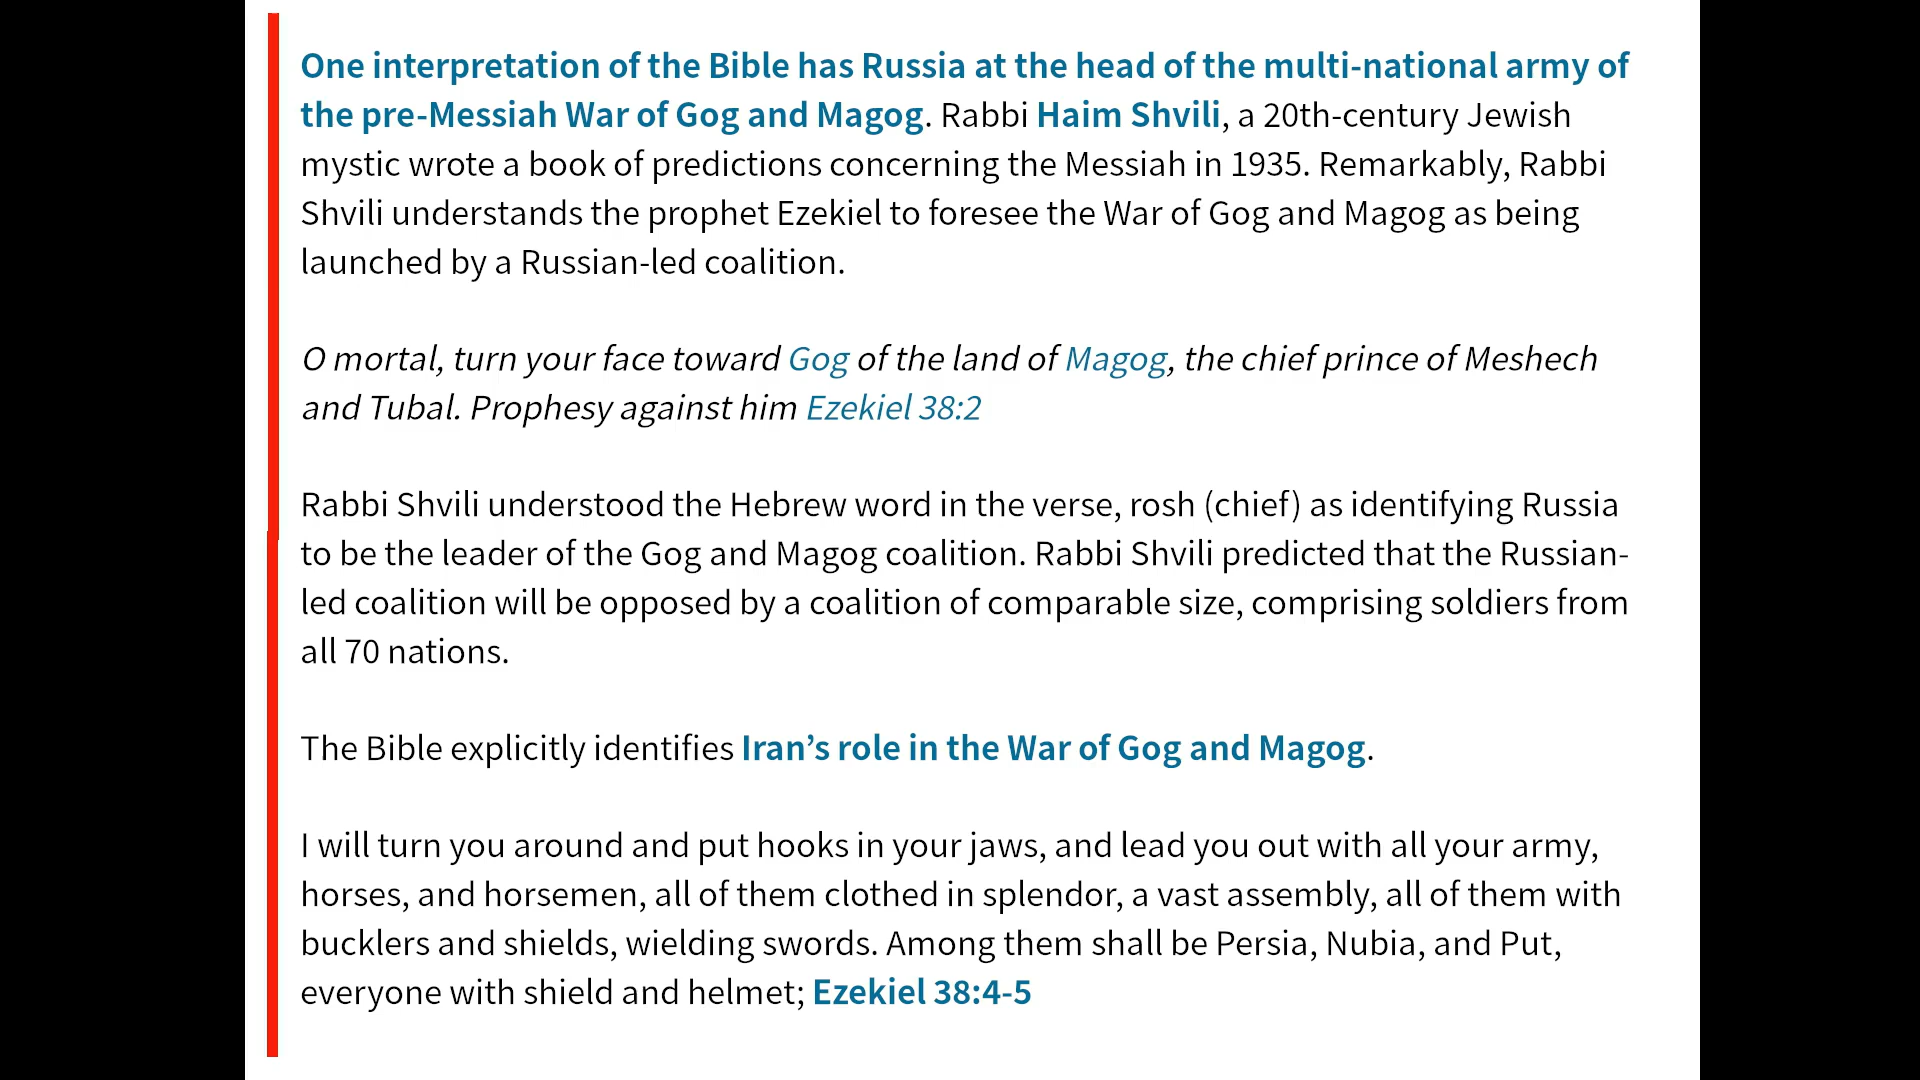 One interpretation of the Bible has Russia at the head of the multi-national army of
the pre-Messiah War of Gog and Magog. Rabbi Haim Shvili, a 20th-century Jewish
mystic wrote a book of predictions concerning the Messiah in 1935. Remarkably, Rabbi
Shvili understands the prophet Ezekiel to foresee the War of Gog and Magog as being
launched by a Russian-led coalition.
O mortal, turn your face toward Gog of the land of Magog, the chief prince of Meshech
and Tubal. Prophesy against him Ezekiel 38:2
Rabbi Shvili understood the Hebrew word in the verse, rosh (chief) as identifying Russia
to be the leader of the Gog and Magog coalition. Rabbi Shvili predicted that the Russian-
led coalition will be opposed by a coalition of comparable size, comprising soldiers from
all 70 nations.
The Bible explicitly identifies Iran’s role in the War of Gog and Magog.
I will turn you around and put hooks in your jaws, and lead you out with all your army,
horses, and horsemen, all of them clothed in splendor, a vast assembly, all of them with
bucklers and shields, wielding swords. Among them shall be Persia, Nubia, and Put,
everyone with shield and helmet; Ezekiel 38:4-5